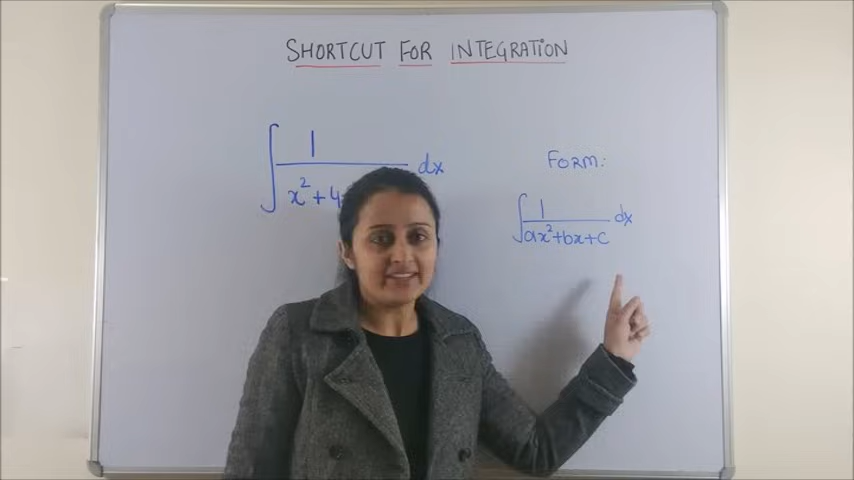 SHORTCUT FOR INTEGRATION
∫ 1/(x²+4 dx
FORM:
∫ 1/(ax²+bx+c) dx